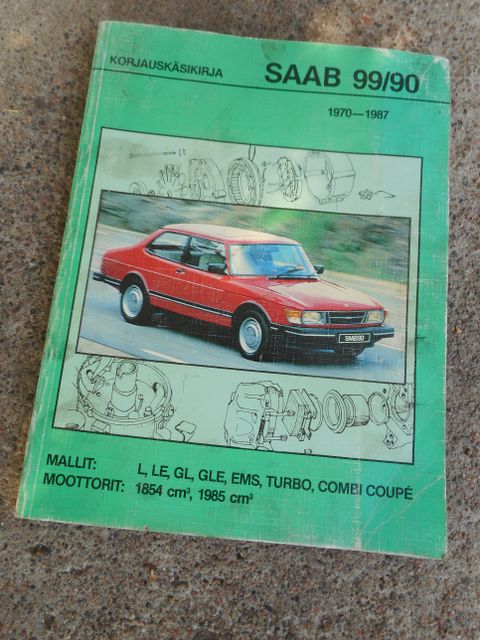 KORJAUSKÄSIKIRJA
SAAB 99/90
1970—1987
SAAB90
MALLIT: L, LE, GL, GLE, EMS, TURBO, COMBI COUPÉ
MOOTTORIT: 1854 cm³, 1985 cm³